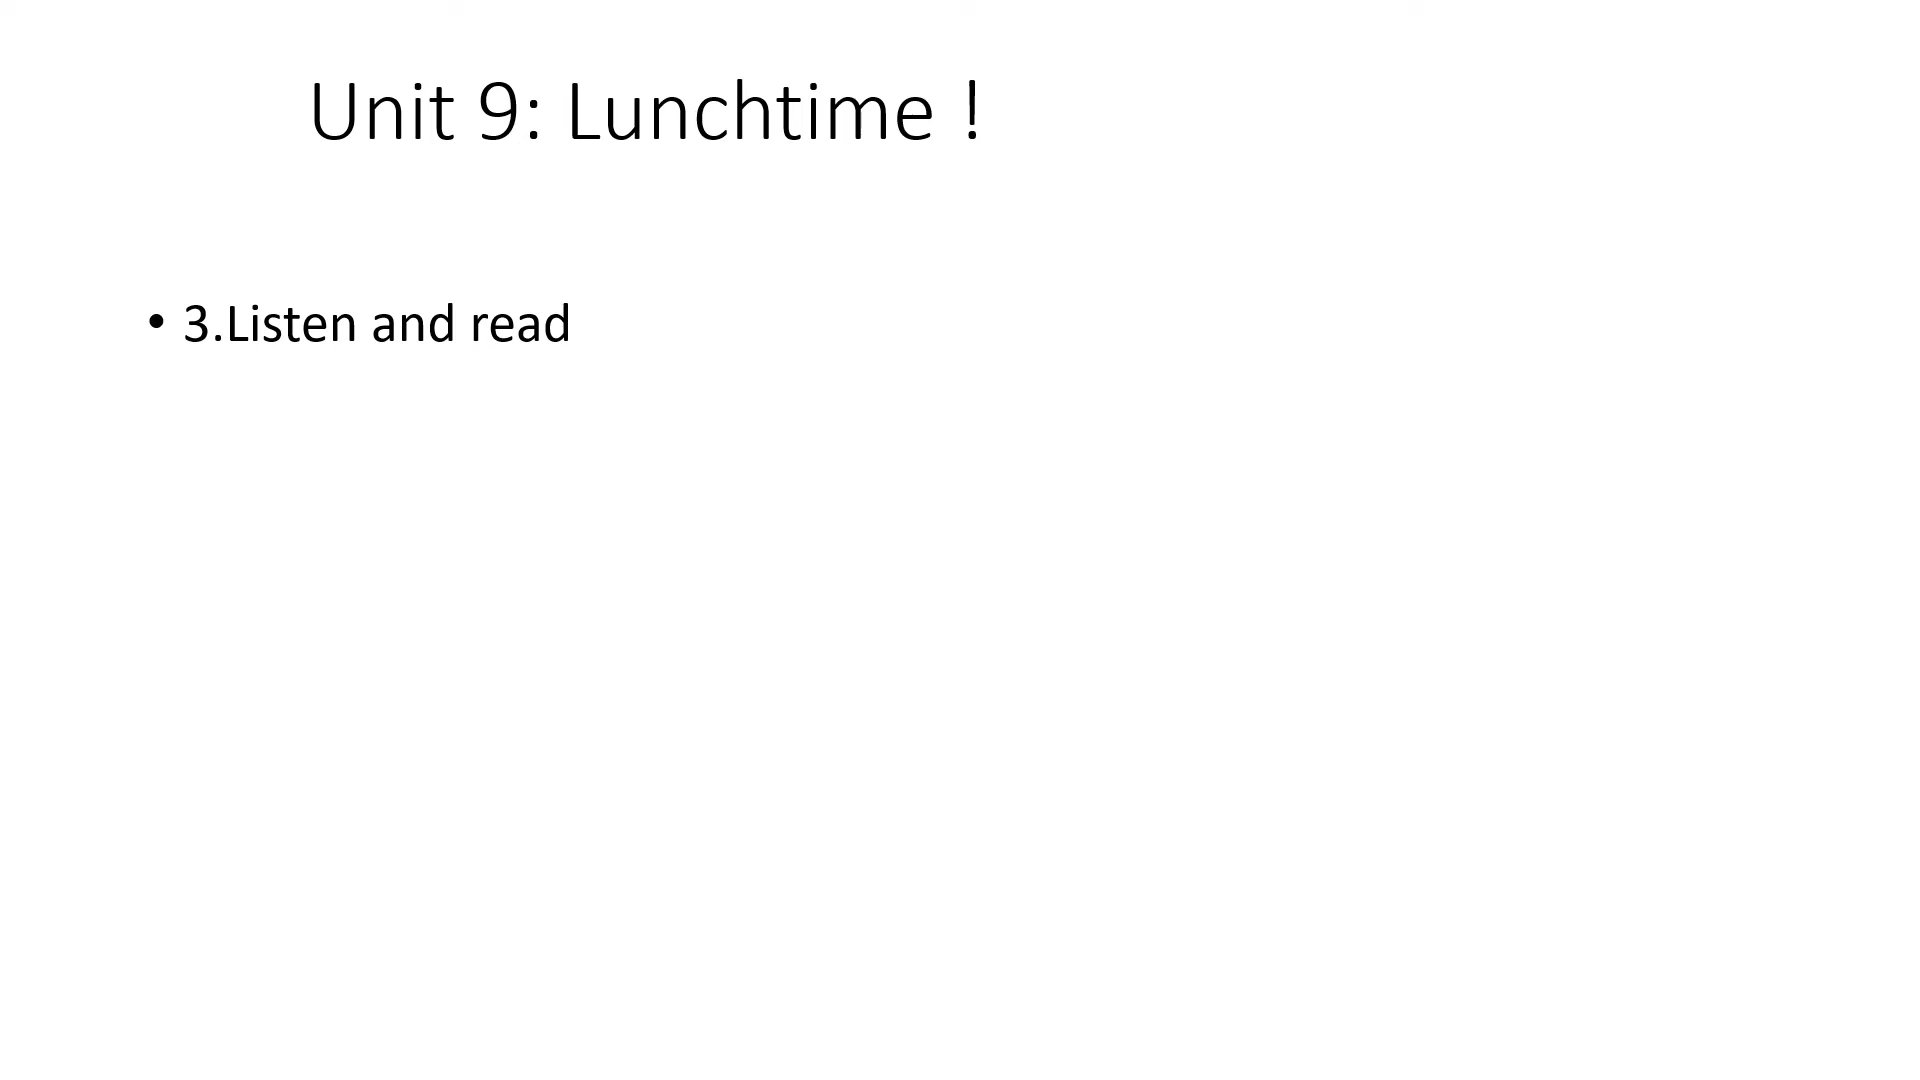 Unit 9: Lunchtime !
• 3.Listen and read